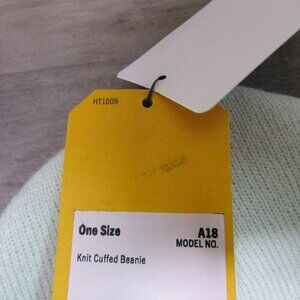 HT1009
One Size
A18
MODEL NO.
Knit Cuffed Beanie